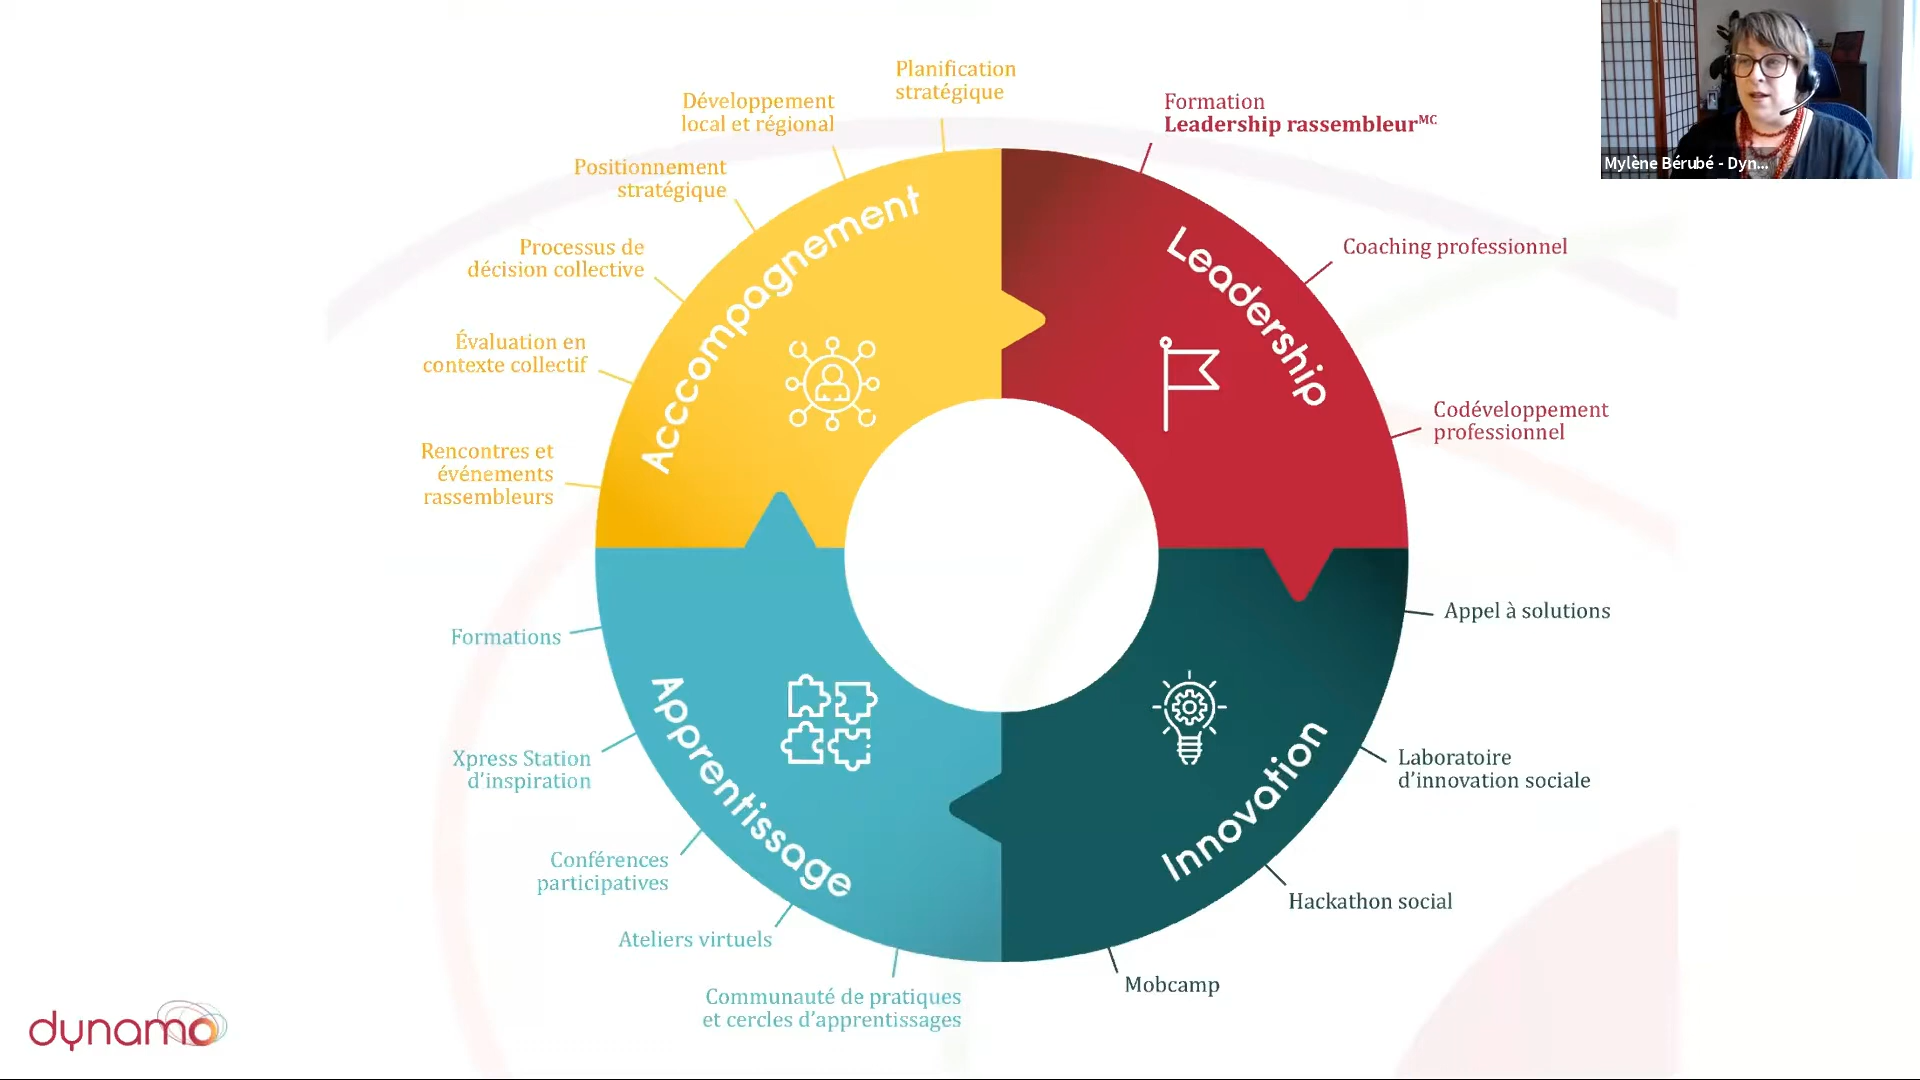 Planification
stratégique
Développement
local et régional
Positionnement
stratégique
Processus de
décision collective
Évaluation en
contexte collectif
Rencontres et
événements
rassembleurs
Acccompagnement
Formation
Leadership rassembleurMC
Coaching professionnel
Codéveloppement
professionnel
Leadership
Appel à solutions
Laboratoire
d'innovation sociale
Hackathon social
Mobcamp
Innovation
Formations
Xpress Station
d'inspiration
Conférences
participatives
Ateliers virtuels
Communauté de pratiques
et cercles d'apprentissages
Apprentissage
dynamo
Mylène Bérubé - Dyn...